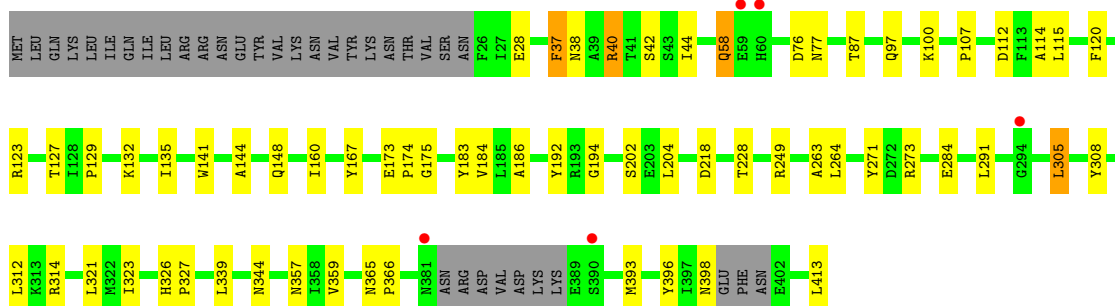 MET LEU GLN LYS LEU ILE GLN ILE LEU ARG ARG ASN GLU TYR VAL LYS ASN VAL TYR LYS ASN THR VAL SER ASN F26 I27 E28 F37 N38 A39 R40 T41 S42 S43 I44 Q58 E59 H60 D76 N77 T87 Q97 K100 P107 D112 F113 A114 L115 F120
R123 T127 I128 P129 K132 I135 W141 A144 Q148 I160 Y167 E173 P174 G175 Y183 V184 L185 A186 Y192 R193 G194 S202 E203 L204 D218 T228 R249 A263 L264 Y271 D272 R273 E284 L291 G294 L305 Y308
L312 K313 R314 L321 M322 I323 H326 P327 L339 N344 N357 I358 V359 N365 P366 N381 ASN ARG ASP VAL ASP LYS LYS E389 S390 M393 Y396 I397 N398 GLU PHE ASN E402 L413